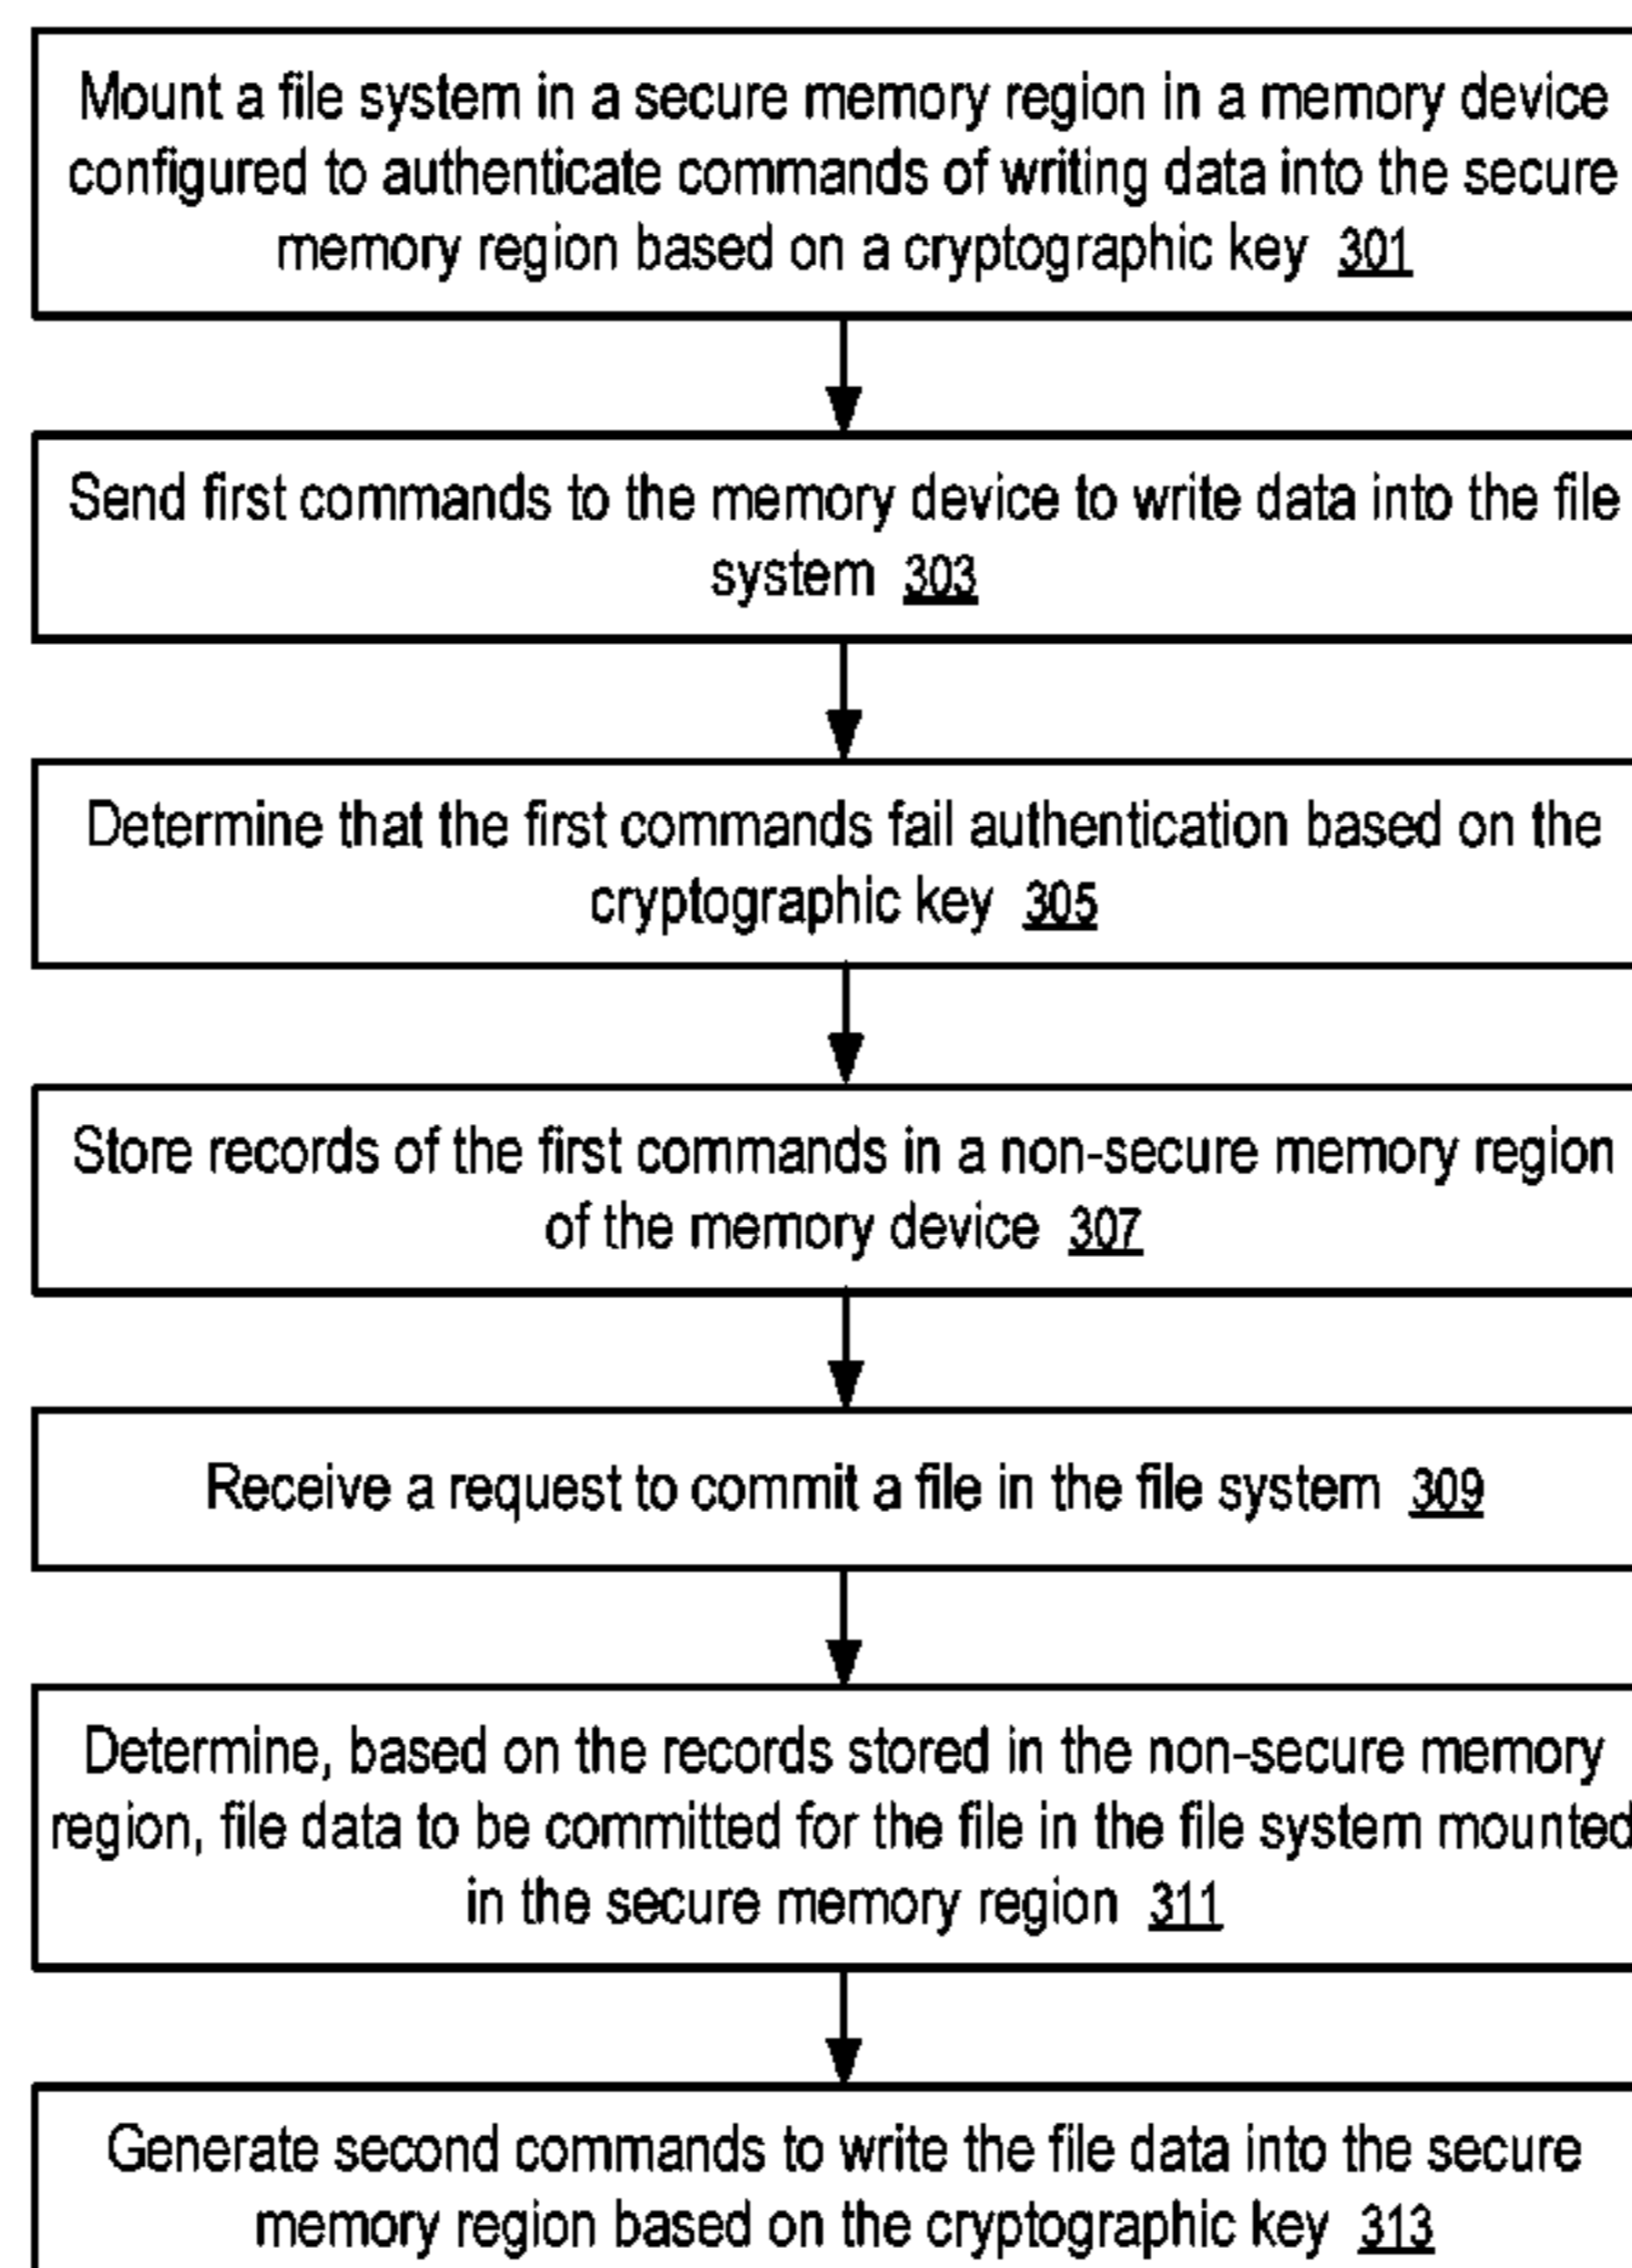 Mount a file system in a secure memory region in a memory device
configured to authenticate commands of writing data into the secure
memory region based on a cryptographic key 301
Send first commands to the memory device to write data into the file
system 303
Determine that the first commands fail authentication based on the
cryptographic key 305
Store records of the first commands in a non-secure memory region
of the memory device 307
Receive a request to commit a file in the file system 309
Determine, based on the records stored in the non-secure memory
region, file data to be committed for the file in the file system mounted
in the secure memory region 311
Generate second commands to write the file data into the secure
memory region based on the cryptographic key 313